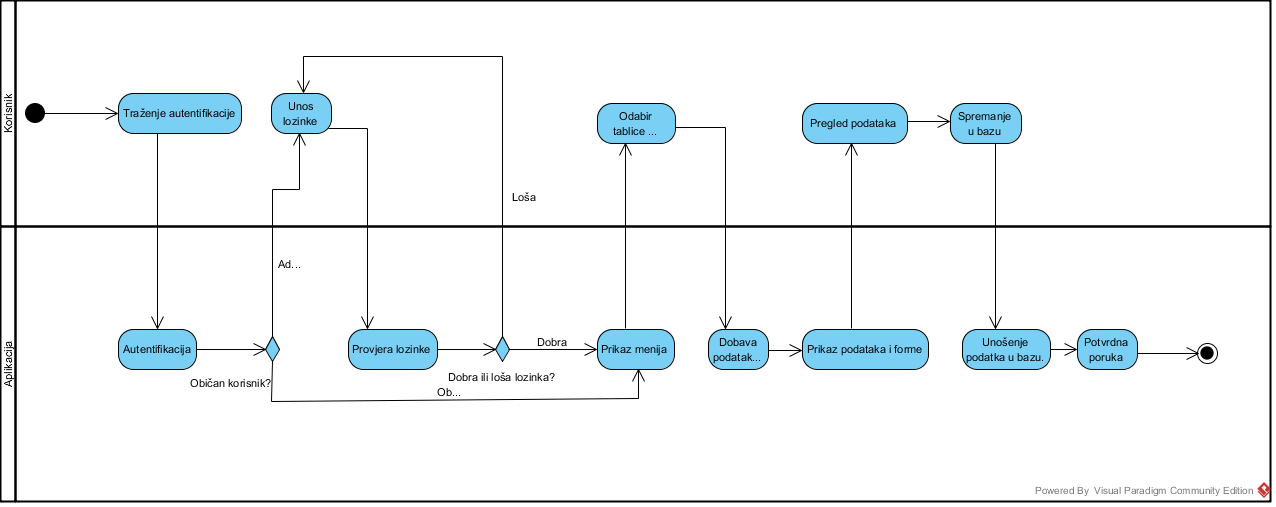 Korisnik
Traženje autentifikacije
Unos
lozinke
Odabir
tablice ...
Pregled podataka
Spremanje
u bazu
Loša
Aplikacija
Ad...
Autentifikacija
Običan korisnik?
Provjera lozinke
Dobra ili loša lozinka?
Dobra
Ob...
Prikaz menija
Dobava
podatak...
Prikaz podataka i forme
Unošenje
podatka u bazu.
Potvrdna
poruka
Powered By Visual Paradigm Community Edition